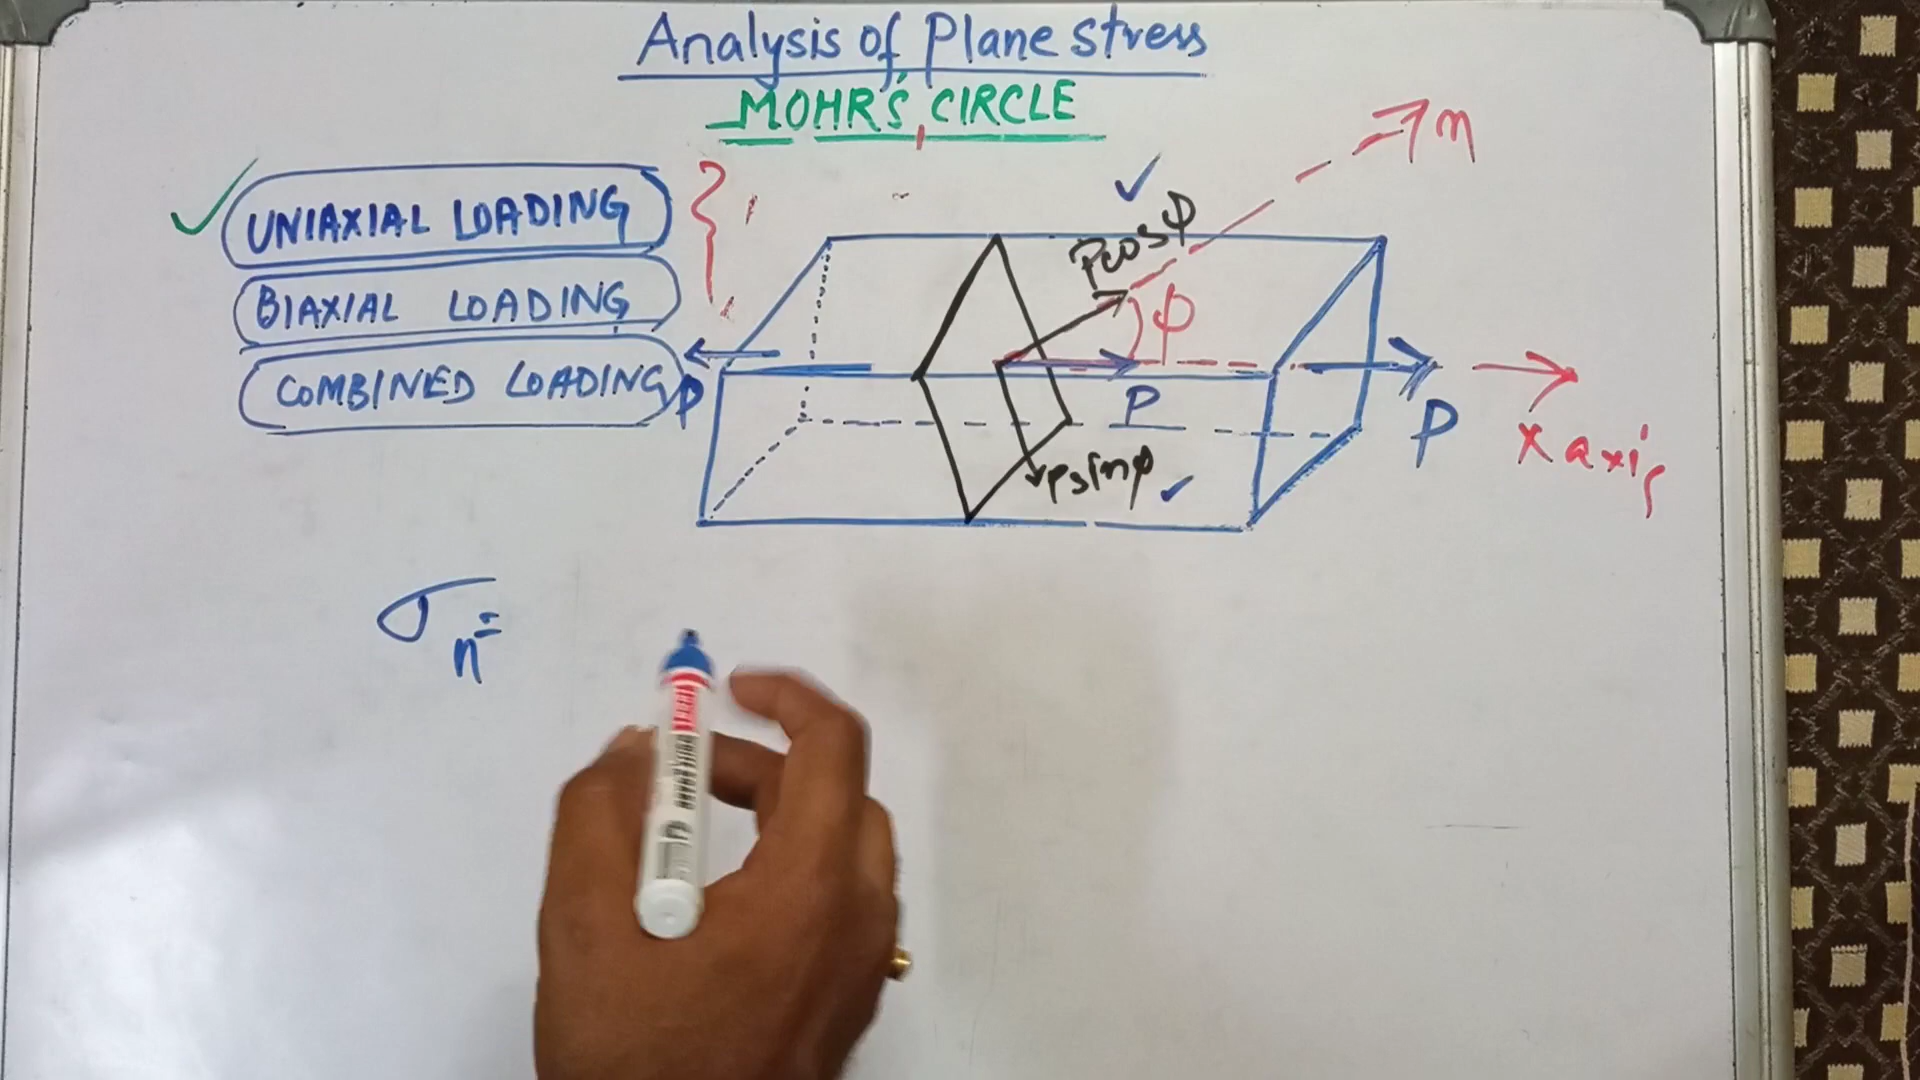 Analysis of Plane stress
MOHR'S CIRCLE
UNIAXIAL LOADING
BIAXIAL LOADING
COMBINED LOADING
n
Pcosφ
φ
P
P
P
x axis
Psinφ
σn=